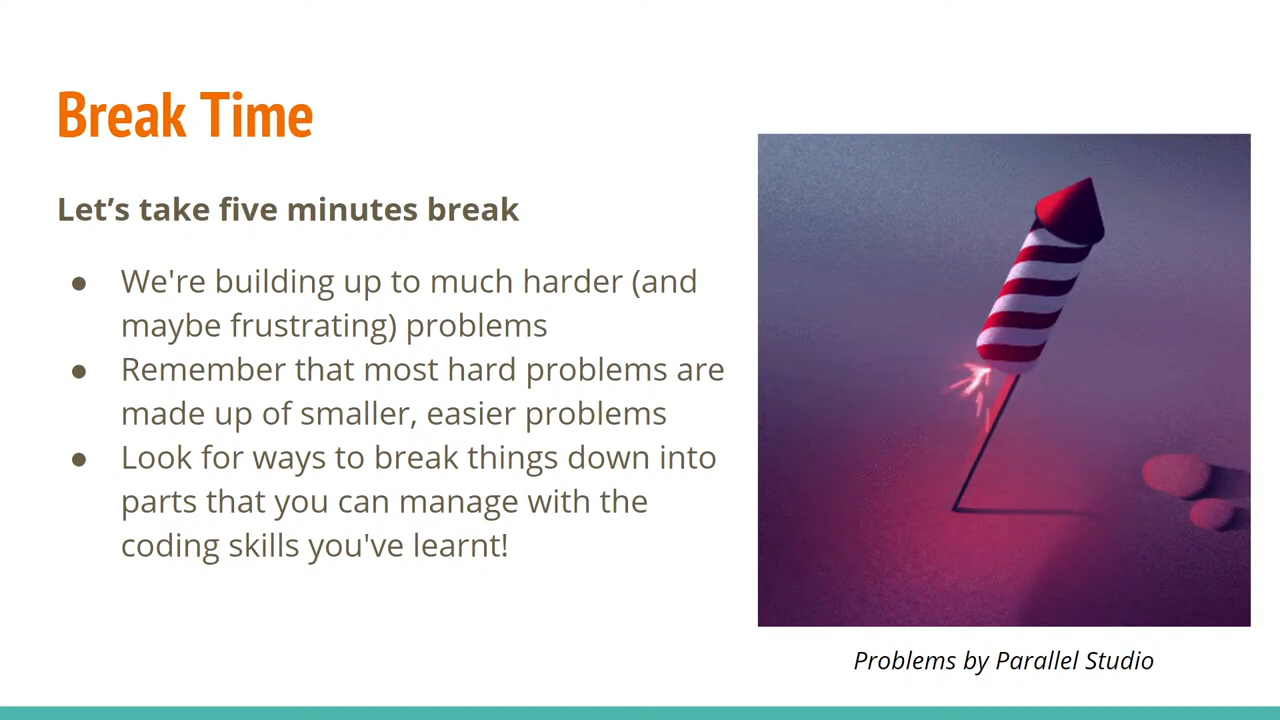 Break Time
Let’s take five minutes break
● We're building up to much harder (and
maybe frustrating) problems
● Remember that most hard problems are
made up of smaller, easier problems
● Look for ways to break things down into
parts that you can manage with the
coding skills you've learnt!
Problems by Parallel Studio